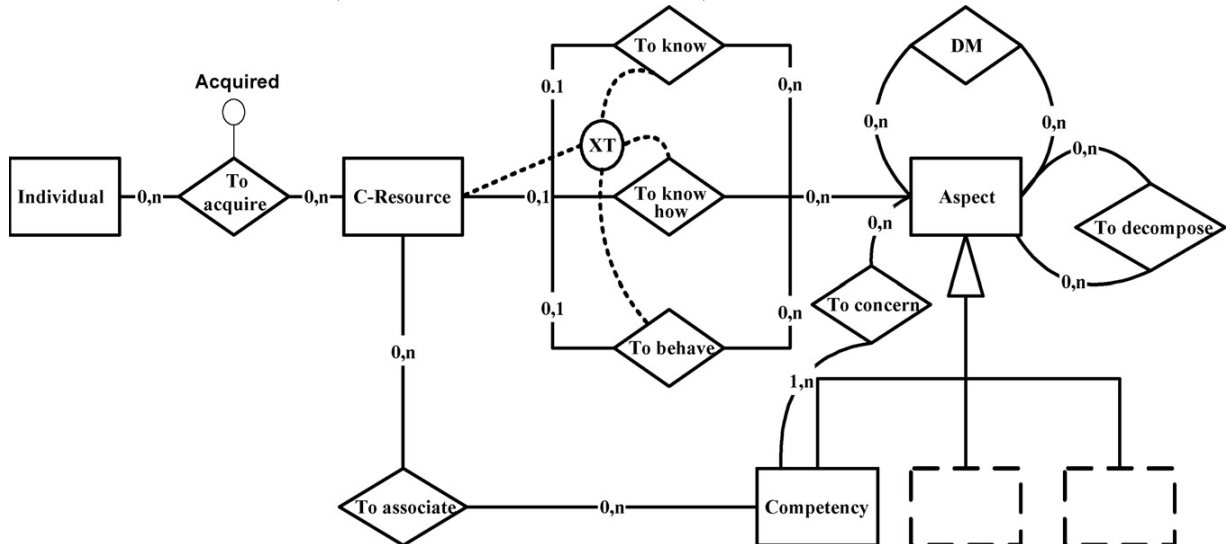 To know
DM
Acquired
0.1
0,n
0,n
0,n
XT
0,n
Individual
0,n
To
acquire
0,n
C-Resource
0,1
To know
how
0,n
Aspect
To decompose
0,n
0,n
To concern
0,1
0,n
To behave
0,n
1,n
To associate
0,n
Competency